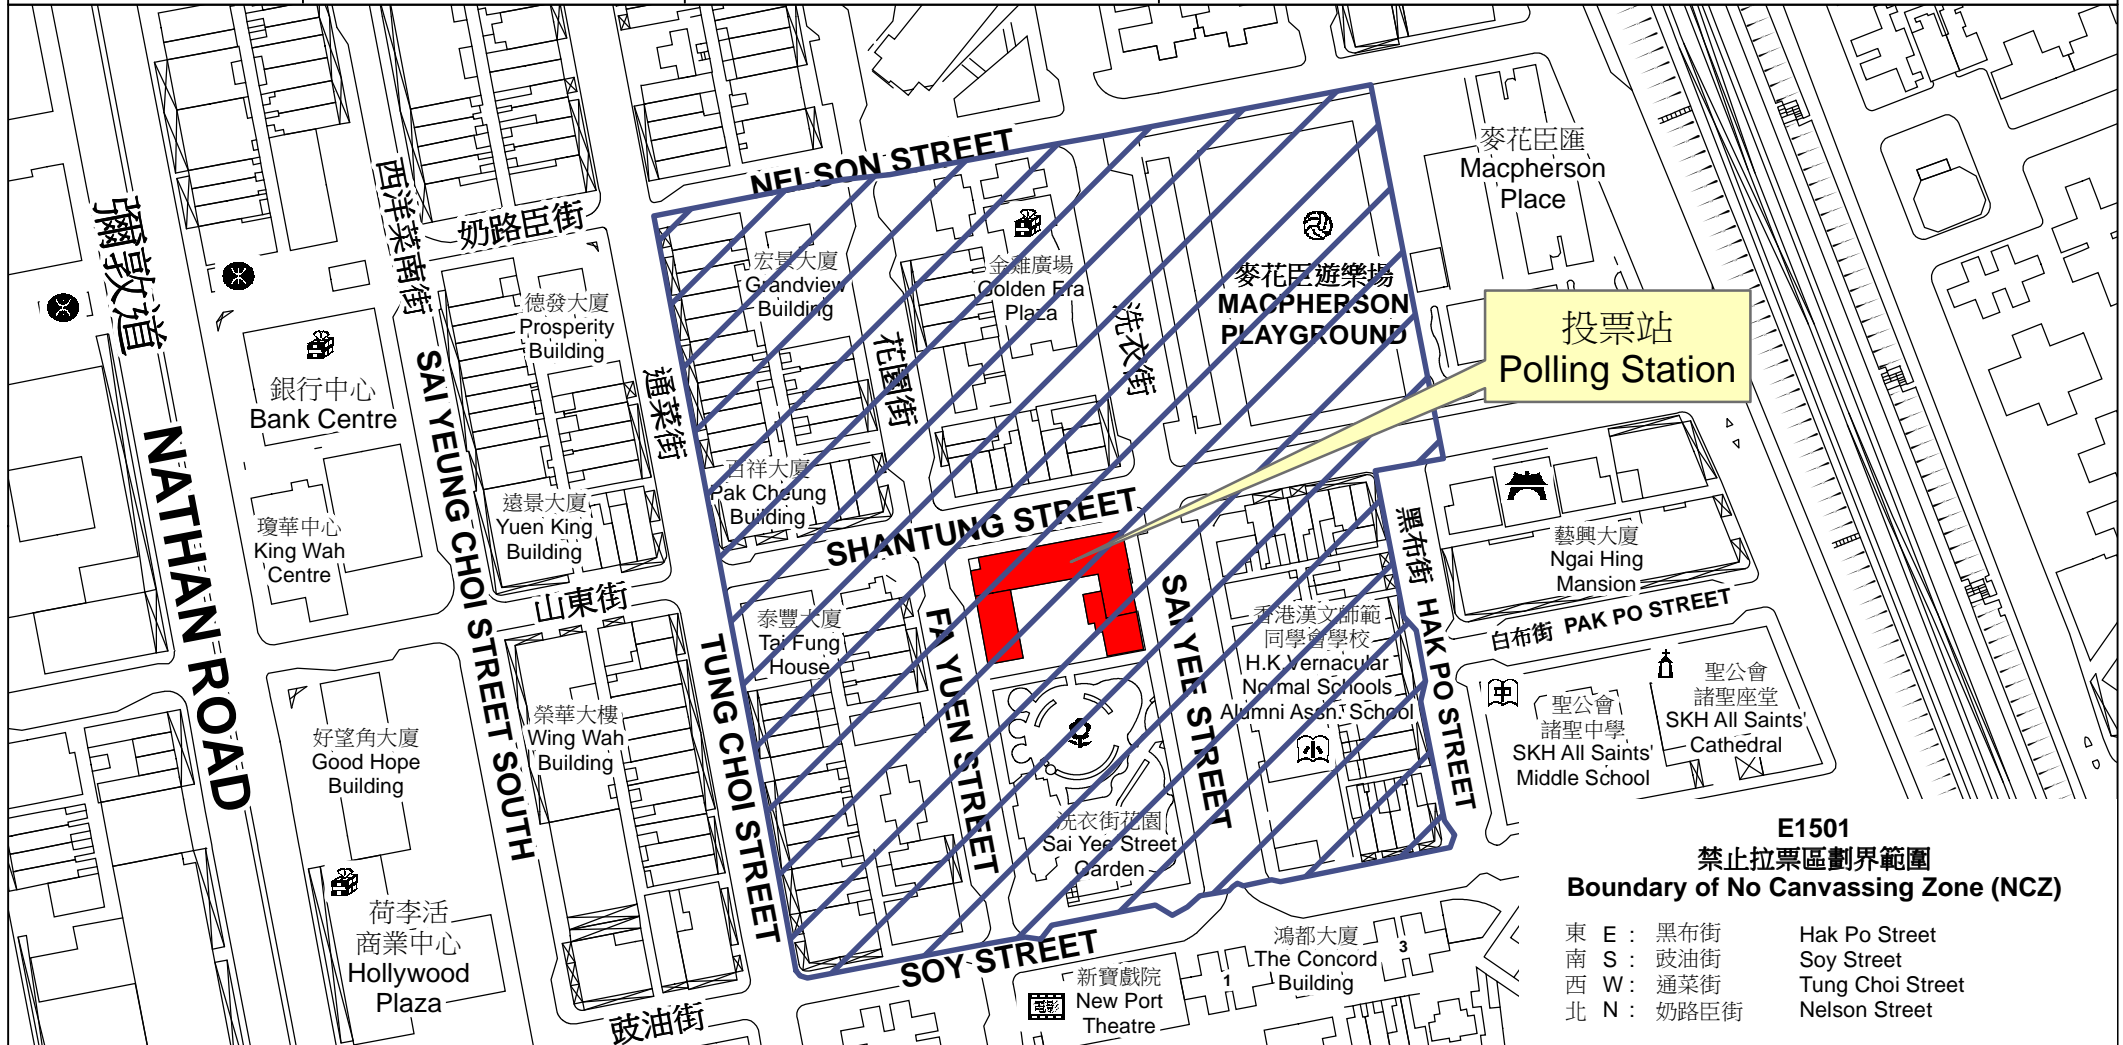 NELSON STREET
奶路臣街
西洋菜南街
彌敦道
NATHAN ROAD
SAI YEUNG CHOI STREET SOUTH
通菜街
TUNG CHOI STREET
花園街
FA YUEN STREET
洗衣街
SAI YEE STREET
黑布街
HAK PO STREET
白布街 PAK PO STREET
山東街
SHANTUNG STREET
豉油街
SOY STREET
麥花臣匯
Macpherson
Place
宏景大廈
Grandview
Building
金雞廣場
Golden Era
Plaza
麥花臣遊樂場
MACPHERSON
PLAYGROUND
投票站
Polling Station
德發大廈
Prosperity
Building
銀行中心
Bank Centre
百祥大廈
Pak Cheung
Building
遠景大廈
Yuen King
Building
瓊華中心
King Wah
Centre
藝興大廈
Ngai Hing
Mansion
泰豐大廈
Tai Fung
House
香港漢文師範
同學會學校
H.K.Vernacular
Normal Schools
Alumni Assn. School
小
中
聖公會
諸聖中學
SKH All Saints'
Middle School
聖公會
諸聖座堂
SKH All Saints'
Cathedral
好望角大廈
Good Hope
Building
榮華大樓
Wing Wah
Building
洗衣街花園
Sai Yee Street
Garden
荷李活
商業中心
Hollywood
Plaza
電影
新寶戲院
New Port
Theatre
1
鴻都大廈
The Concord
Building
3
E1501
禁止拉票區劃界範圍
Boundary of No Canvassing Zone (NCZ)
東 E : 黑布街 Hak Po Street
南 S : 豉油街 Soy Street
西 W : 通菜街 Tung Choi Street
北 N : 奶路臣街 Nelson Street